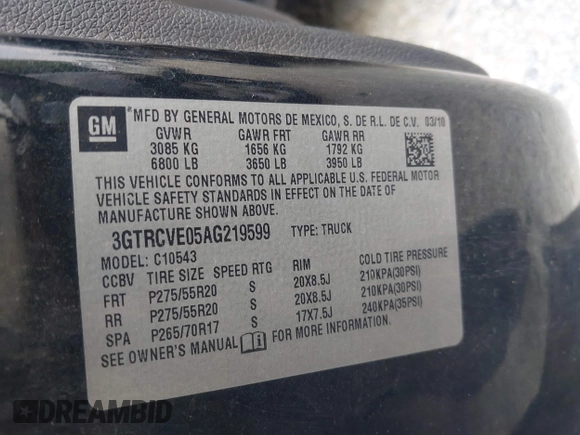 GM
*MFD BY GENERAL MOTORS DE MEXICO, S. DE R.L. DE C.V. 03/10
GVWR GAWR FRT GAWR RR
3085 KG 1656 KG 1792 KG
6800 LB 3650 LB 3950 LB
THIS VEHICLE CONFORMS TO ALL APPLICABLE U.S. FEDERAL MOTOR
VEHICLE SAFETY STANDARDS IN EFFECT ON THE DATE OF
MANUFACTURE SHOWN ABOVE.
3GTRCVE05AG219599 TYPE: TRUCK
MODEL: C10543
CCBV TIRE SIZE SPEED RTG RIM COLD TIRE PRESSURE
FRT P275/55R20 S 20X8.5J 210KPA(30PSI)
RR P275/55R20 S 20X8.5J 210KPA(30PSI)
SPA P265/70R17 S 17X7.5J 240KPA(35PSI)
SEE OWNER'S MANUAL FOR MORE INFORMATION.
DREAMBID